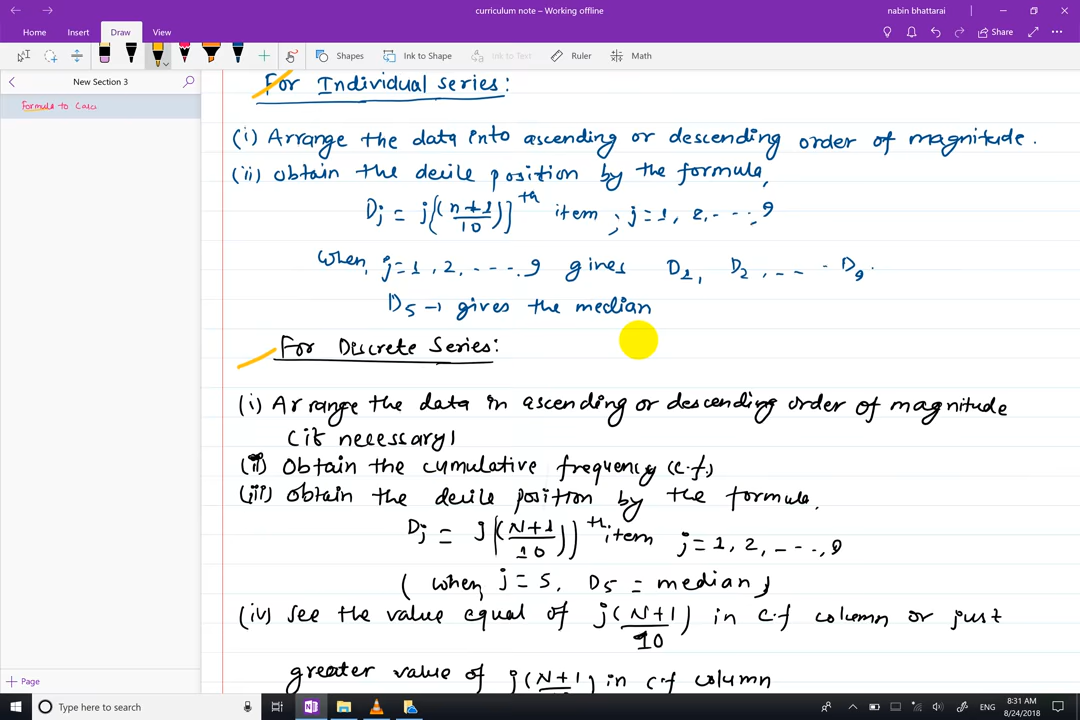 curriculum note – Working offline
nabin bhattarai
Home Insert Draw View
Share
Shapes Ink to Shape Ink to Text Ruler Math
New Section 3
Formula to Calcu
For Individual series:
(i) Arrange the data into ascending or descending order of magnitude.
(ii) obtain the decile position by the formula,
Dj = j[(n+1/10)]th item ; j=1, 2, - - -, 9
When, j=1, 2, - - - -, 9 gives D1, D2, - - - D9.
D5 → gives the median
For Discrete Series:
(i) Arrange the data in ascending or descending order of magnitude
(if necessary)
(ii) Obtain the cumulative frequency (c.f.)
(iii) obtain the decile position by the formula.
Dj = j((N+1/10))th item j=1, 2, - - -, 9
( when j = 5, D5 = median)
(iv) See the value equal of j(N+1)/10 in c.f column or just
greater value of j(N+1) in c.f column
Page
Type here to search
ENG
8:31 AM
8/24/2018